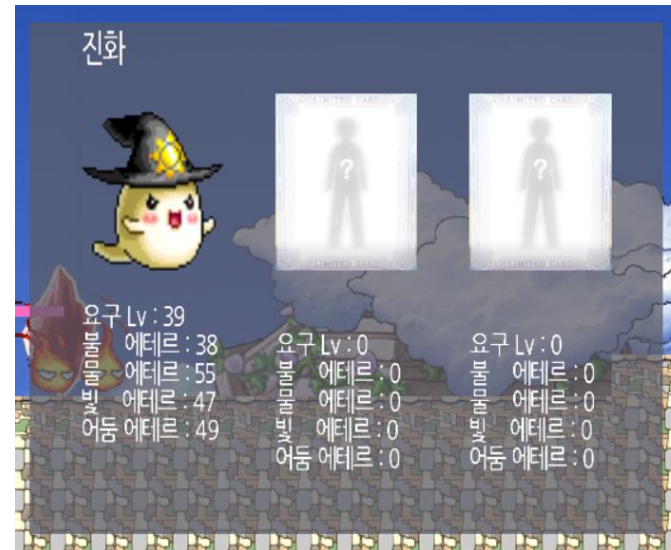 진화
LIMITED CARD
?
LIMITED CARD
LIMITED CARD
?
LIMITED CARD
요구 Lv : 39
불 에테르 : 38
물 에테르 : 55
빛 에테르 : 47
어둠 에테르 : 49
요구 Lv : 0
불 에테르 : 0
물 에테르 : 0
빛 에테르 : 0
어둠 에테르 : 0
요구 Lv : 0
불 에테르 : 0
물 에테르 : 0
빛 에테르 : 0
어둠 에테르 : 0